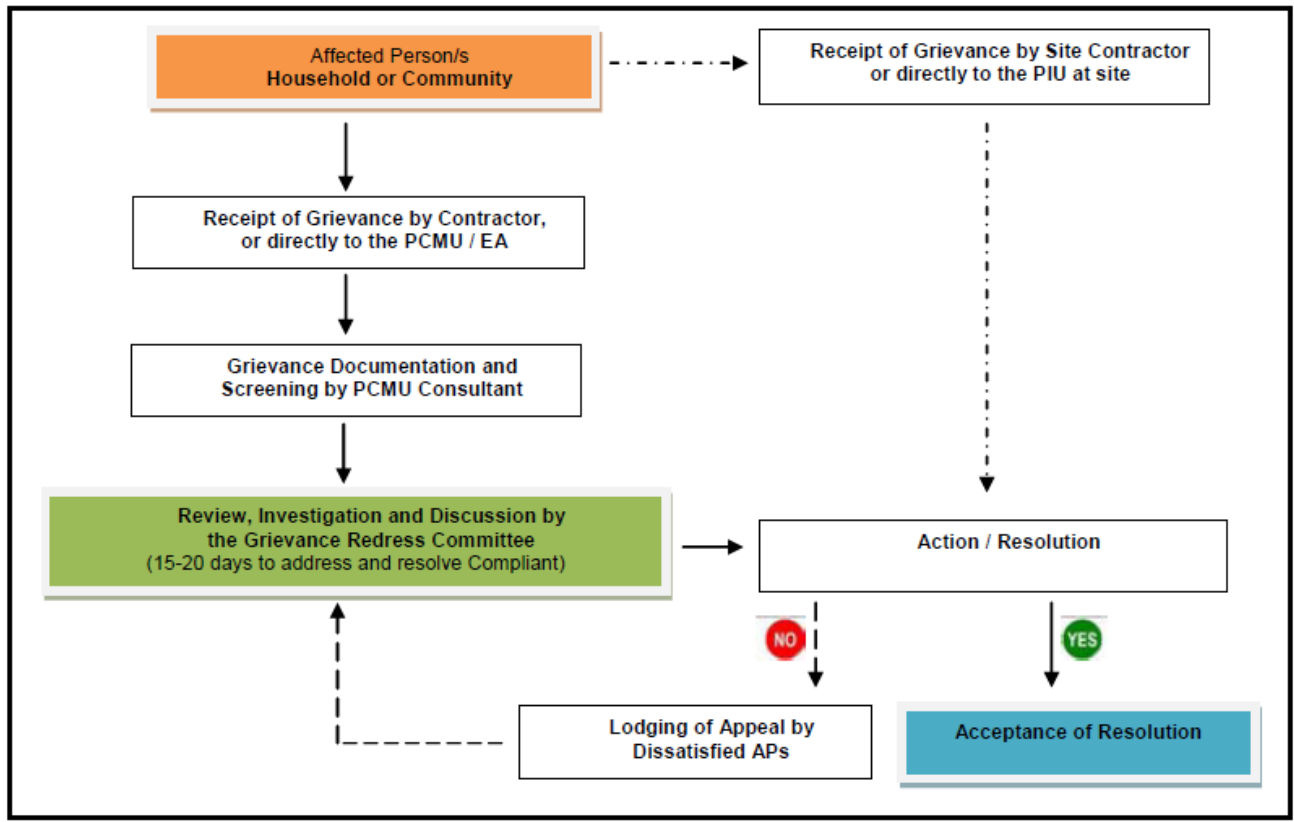 Affected Person/s
Household or Community
Receipt of Grievance by Site Contractor
or directly to the PIU at site
Receipt of Grievance by Contractor,
or directly to the PCMU / EA
Grievance Documentation and
Screening by PCMU Consultant
Review, Investigation and Discussion by
the Grievance Redress Committee
(15-20 days to address and resolve Compliant)
Action / Resolution
NO
YES
Lodging of Appeal by
Dissatisfied APs
Acceptance of Resolution